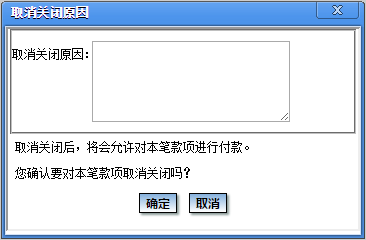 取消关闭原因
取消关闭原因：
取消关闭后，将会允许对本笔款项进行付款。
您确认要对本笔款项取消关闭吗？
确定 取消